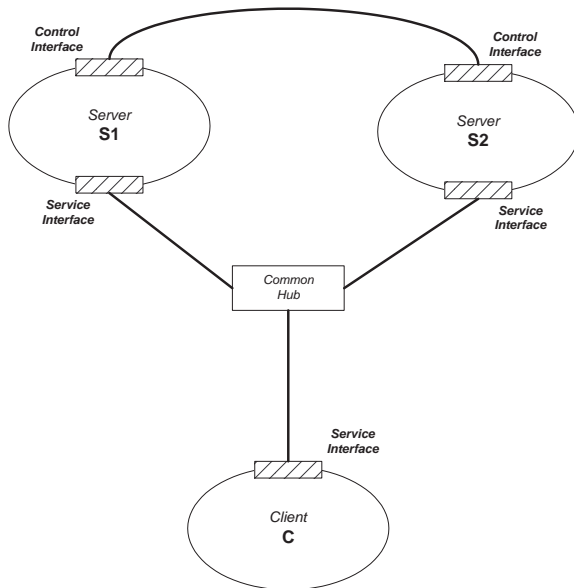 Control
Interface
Control
Interface
Server
S1
Server
S2
Service
Interface
Service
Interface
Common
Hub
Service
Interface
Client
C